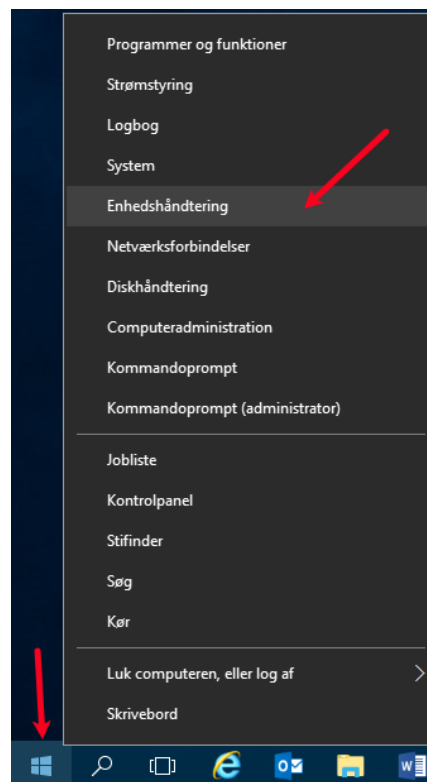 Programmer og funktioner
Strømstyring
Logbog
System
Enhedshåndtering
Netværksforbindelser
Diskhåndtering
Computeradministration
Kommandoprompt
Kommandoprompt (administrator)
Jobliste
Kontrolpanel
Stifinder
Søg
Kør
Luk computeren, eller log af
Skrivebord